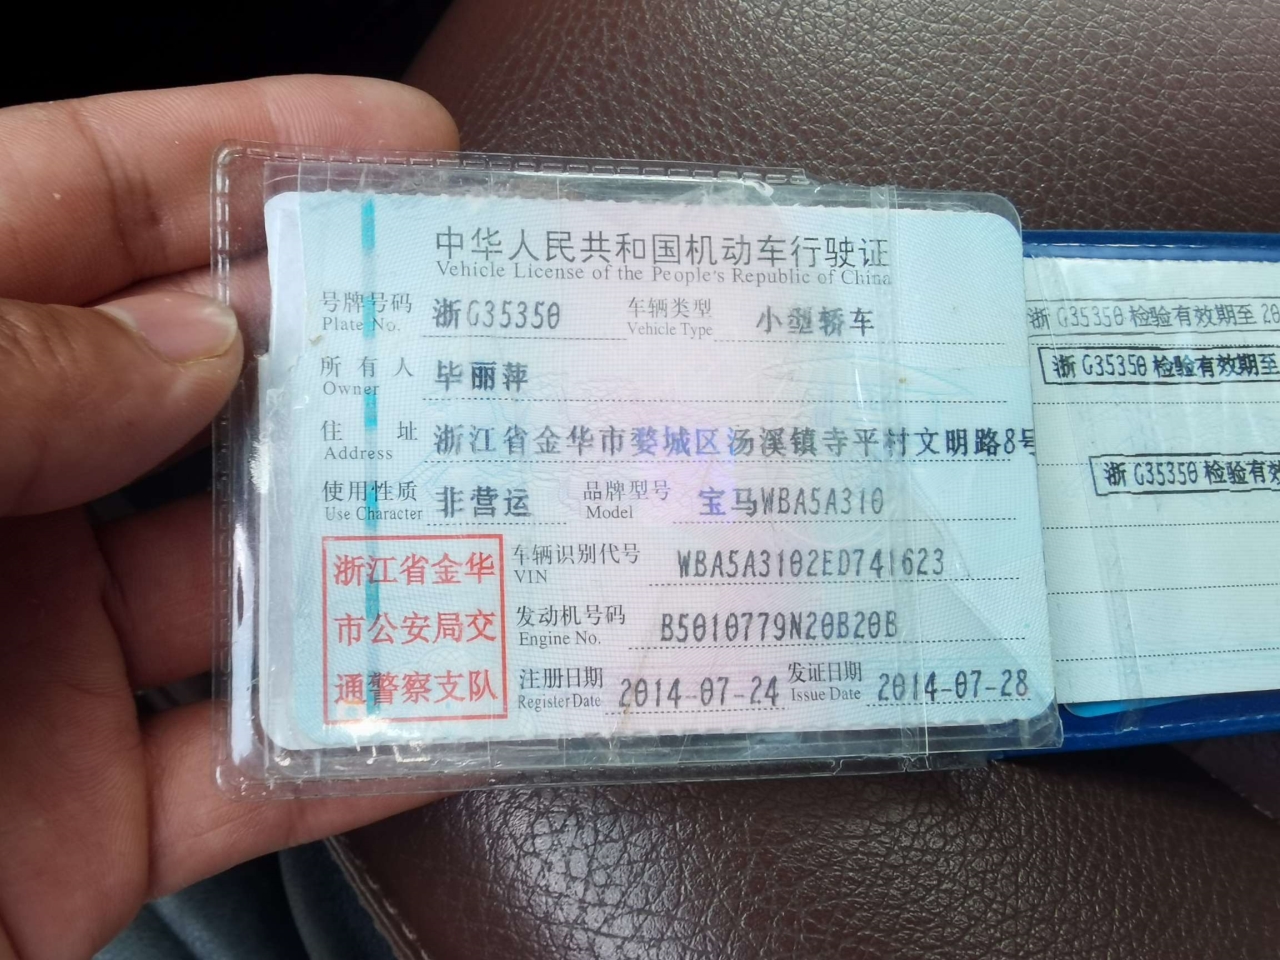 中华人民共和国机动车行驶证
Vehicle License of the People's Republic of China
号牌号码 浙G35350 车辆类型 小型轿车
Plate No. Vehicle Type
所有人 毕丽萍
Owner
住址 浙江省金华市婺城区汤溪镇寺平村文明路8号
Address
使用性质 非营运 品牌型号 宝马WBA5A310
Use Character Model
浙江省金华
市公安局交
通警察支队
车辆识别代号 WBA5A3102ED741623
VIN
发动机号码 B5010779N20B20B
Engine No.
注册日期 2014-07-24 发证日期 2014-07-28
Register Date Issue Date
浙G35350检验有效期至20
浙G35350检验有效期至
浙G35350检验有效